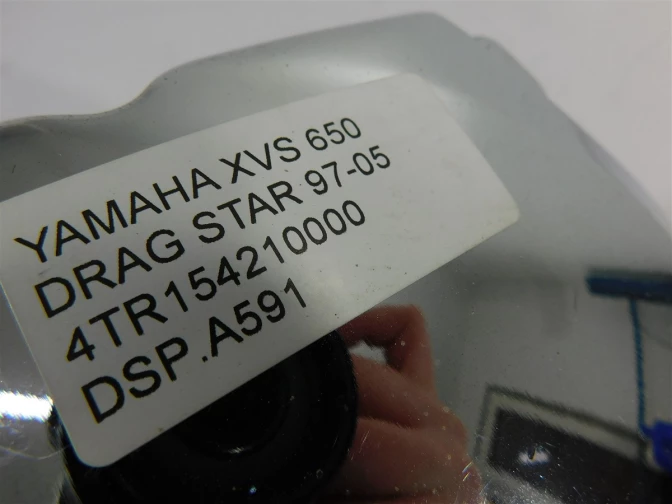 YAMAHA XVS 650
DRAG STAR 97-05
4TR154210000
DSP.A591